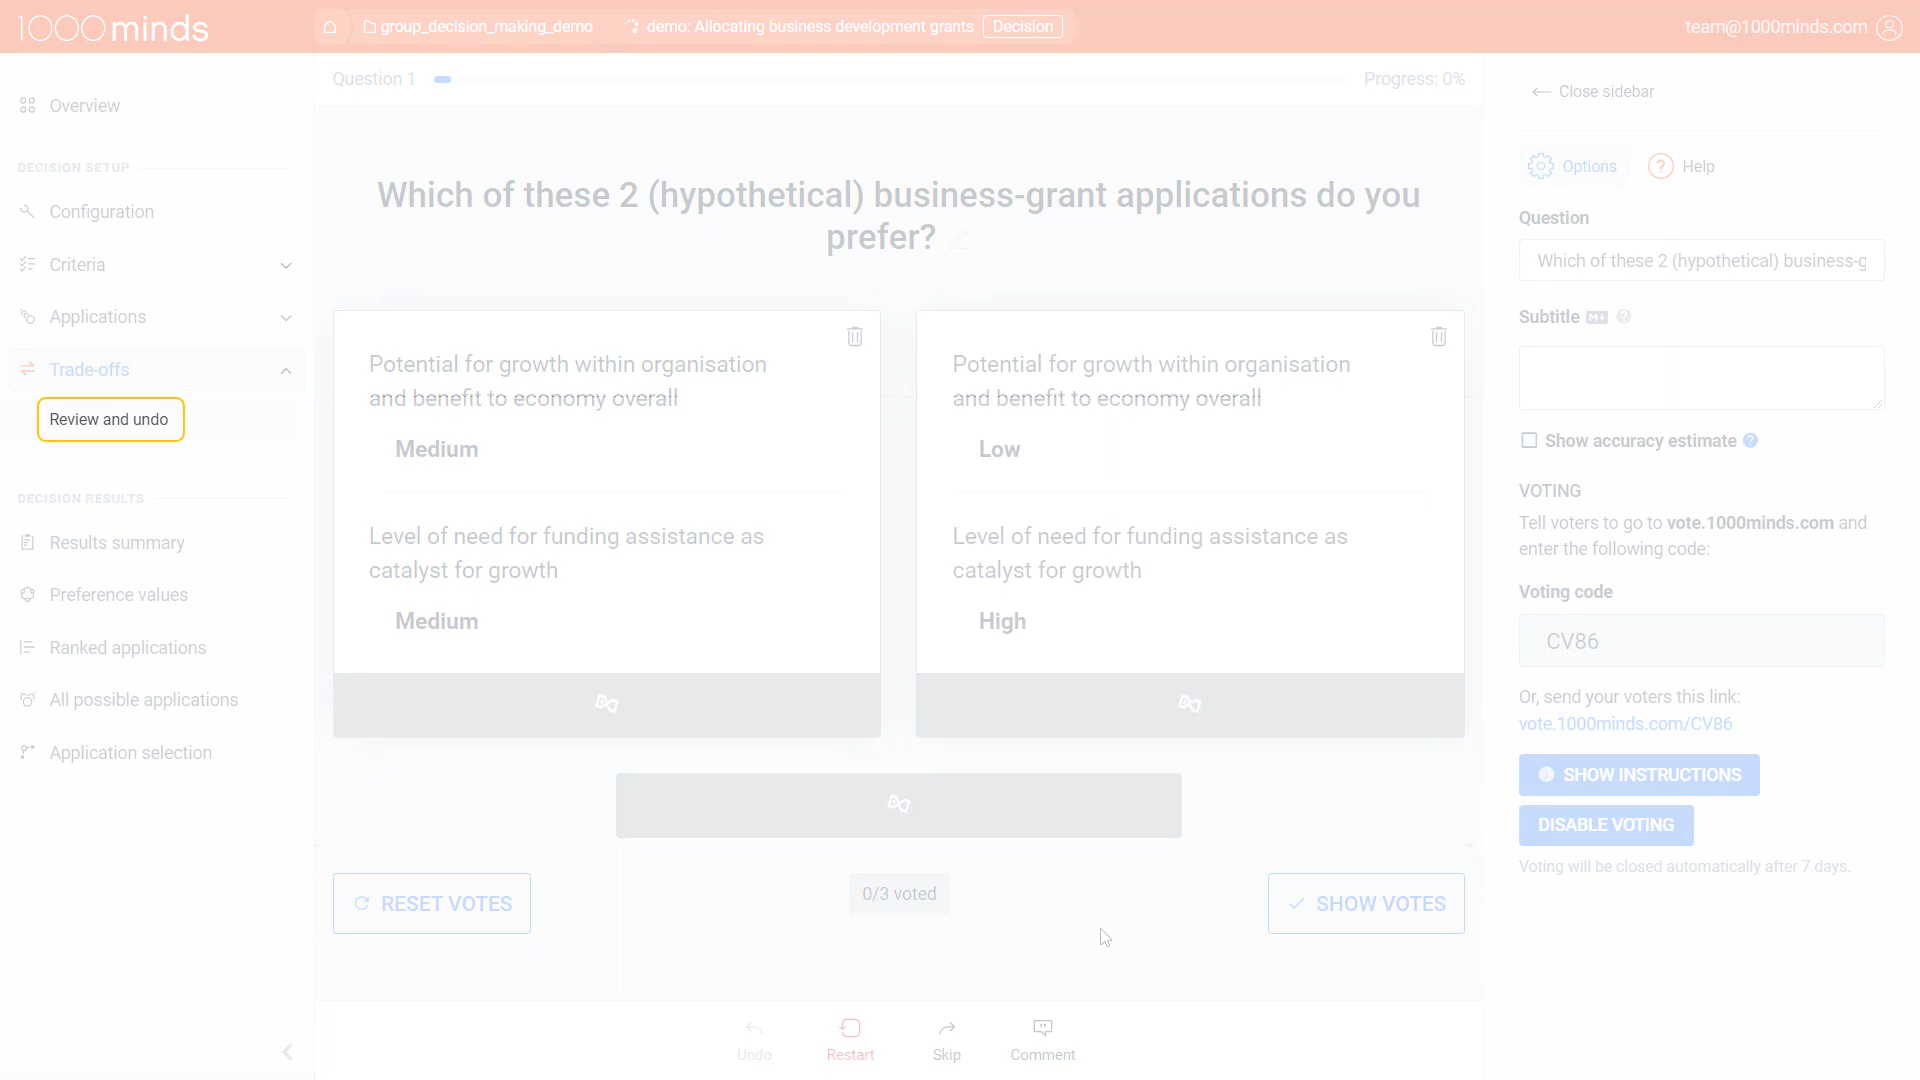 1000minds
group_decision_making_demo
demo: Allocating business development grants
Decision
team@1000minds.com
Overview
DECISION SETUP
Configuration
Criteria
Applications
Trade-offs
Review and undo
DECISION RESULTS
Results summary
Preference values
Ranked applications
All possible applications
Application selection
Question 1
Progress: 0%
Which of these 2 (hypothetical) business-grant applications do you
prefer?
Potential for growth within organisation
and benefit to economy overall
Medium
Level of need for funding assistance as
catalyst for growth
Medium
Potential for growth within organisation
and benefit to economy overall
Low
Level of need for funding assistance as
catalyst for growth
High
RESET VOTES
0/3 voted
SHOW VOTES
Undo
Restart
Skip
Comment
Close sidebar
Options
? Help
Question
Which of these 2 (hypothetical) business-g
Subtitle M↓ ?
Show accuracy estimate ?
VOTING
Tell voters to go to vote.1000minds.com and
enter the following code:
Voting code
CV86
Or, send your voters this link:
vote.1000minds.com/CV86
SHOW INSTRUCTIONS
DISABLE VOTING
Voting will be closed automatically after 7 days.